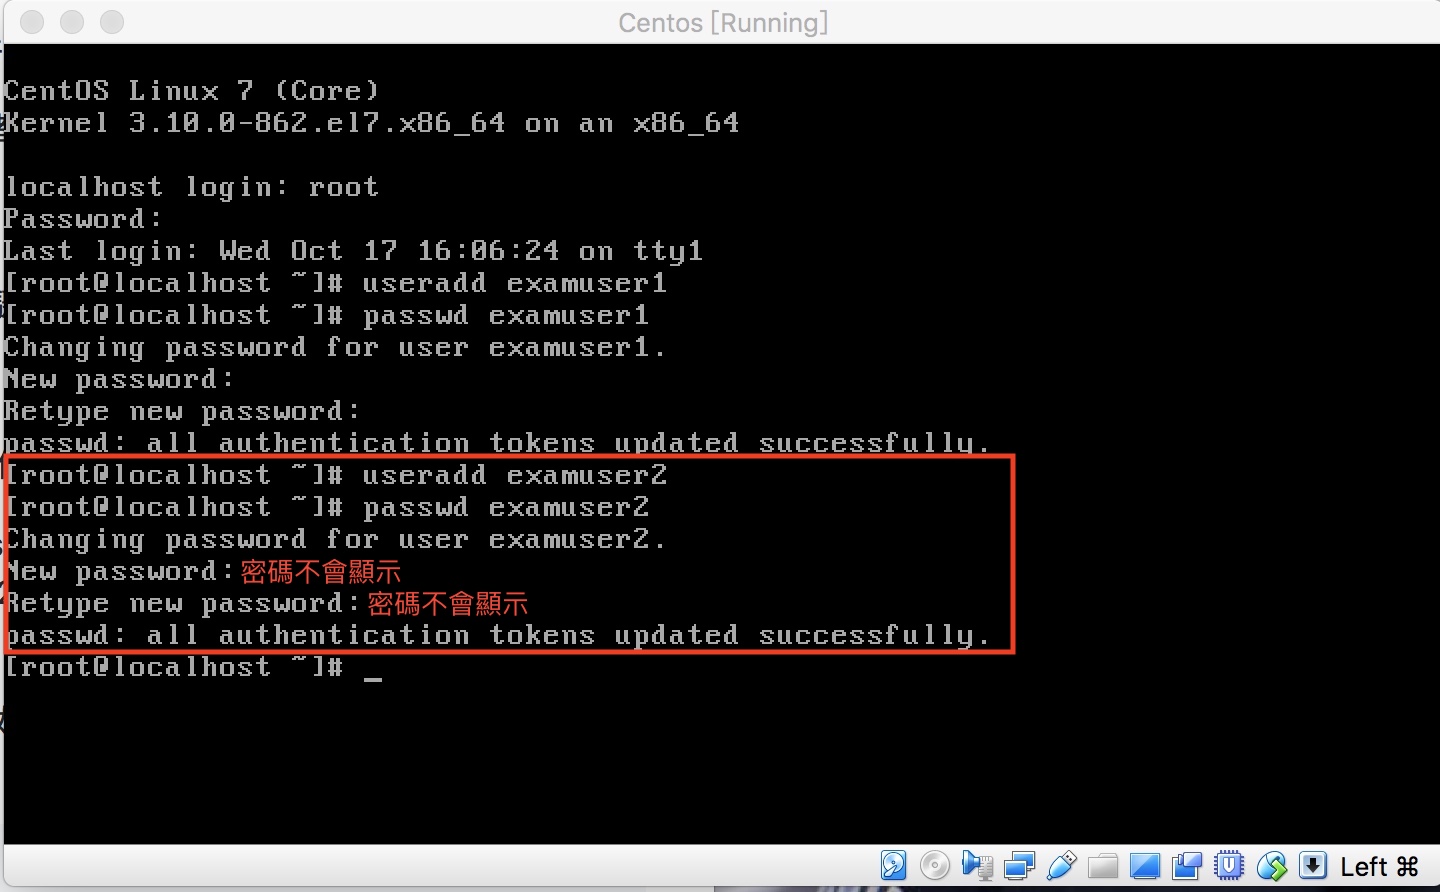 Centos [Running]
CentOS Linux 7 (Core)
Kernel 3.10.0-862.el7.x86_64 on an x86_64
localhost login: root
Password:
Last login: Wed Oct 17 16:06:24 on tty1
[root@localhost ~]# useradd examuser1
[root@localhost ~]# passwd examuser1
Changing password for user examuser1.
New password:
Retype new password:
passwd: all authentication tokens updated successfully.
[root@localhost ~]# useradd examuser2
[root@localhost ~]# passwd examuser2
Changing password for user examuser2.
New password:密碼不會顯示
Retype new password:密碼不會顯示
passwd: all authentication tokens updated successfully.
[root@localhost ~]# _
Left ⌘